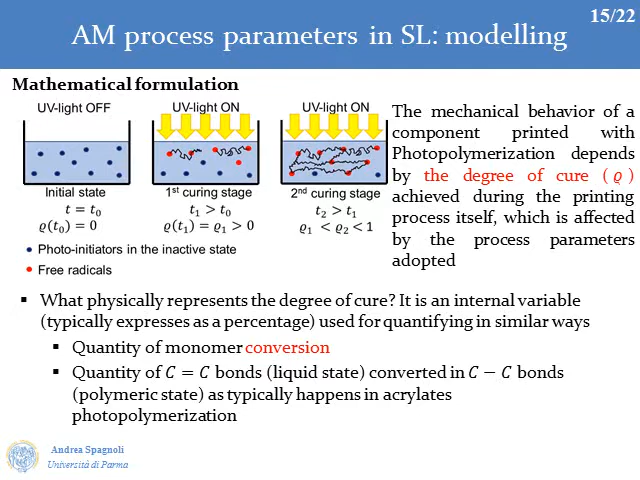 15/22
AM process parameters in SL: modelling
Mathematical formulation
UV-light OFF
UV-light ON
UV-light ON
Initial state
1st curing stage
2nd curing stage
t = t₀
t₁ > t₀
t₂ > t₁
ϱ(t₀) = 0
ϱ(t₁) = ϱ₁ > 0
ϱ₁ < ϱ₂ < 1
Photo-initiators in the inactive state
Free radicals
The mechanical behavior of a
component printed with
Photopolymerization depends
by the degree of cure (ϱ)
achieved during the printing
process itself, which is affected
by the process parameters
adopted
What physically represents the degree of cure? It is an internal variable
(typically expresses as a percentage) used for quantifying in similar ways
Quantity of monomer conversion
Quantity of C = C bonds (liquid state) converted in C − C bonds
(polymeric state) as typically happens in acrylates
photopolymerization
Andrea Spagnoli
Università di Parma